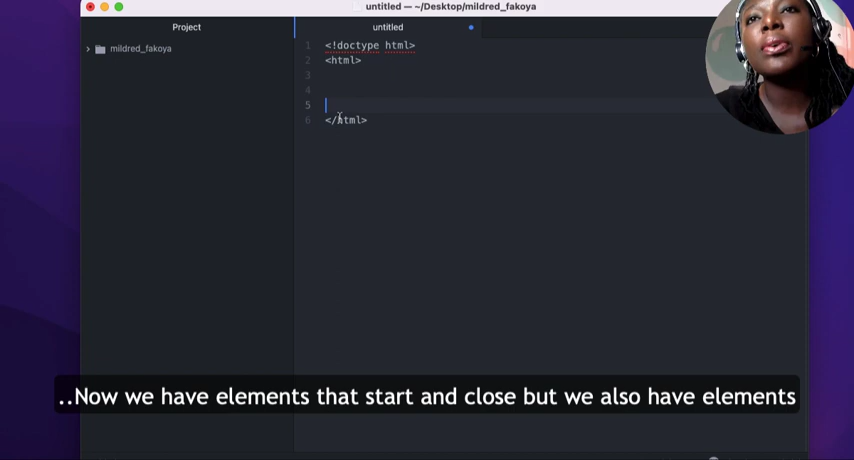 untitled — ~/Desktop/mildred_fakoya
Project
untitled
mildred_fakoya
1 <!doctype html>
2 <html>
3
4
5
6 </html>
..Now we have elements that start and close but we also have elements